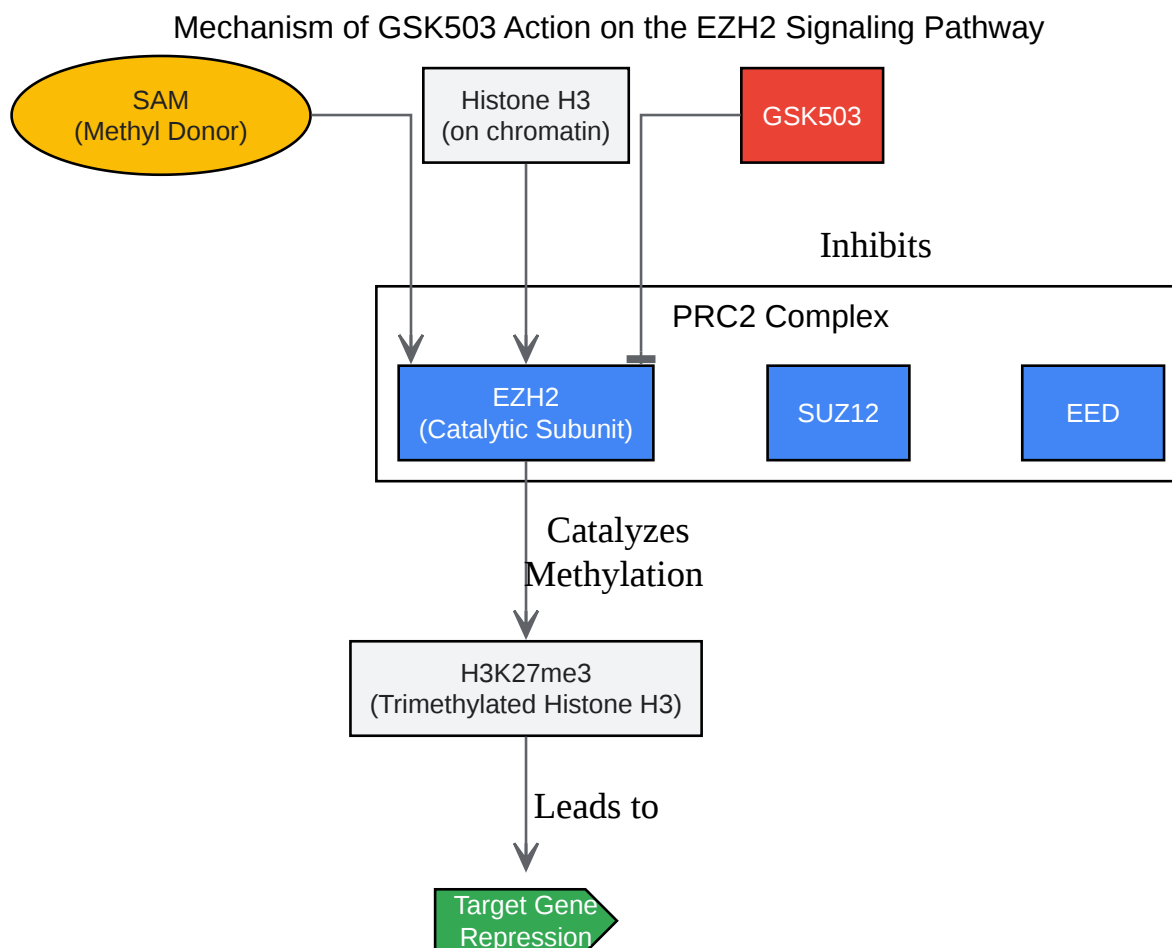 Mechanism of GSK503 Action on the EZH2 Signaling Pathway
SAM
(Methyl Donor)
Histone H3
(on chromatin)
GSK503
Inhibits
PRC2 Complex
EZH2
(Catalytic Subunit)
SUZ12
EED
Catalyzes
Methylation
H3K27me3
(Trimethylated Histone H3)
Leads to
Target Gene
Repression